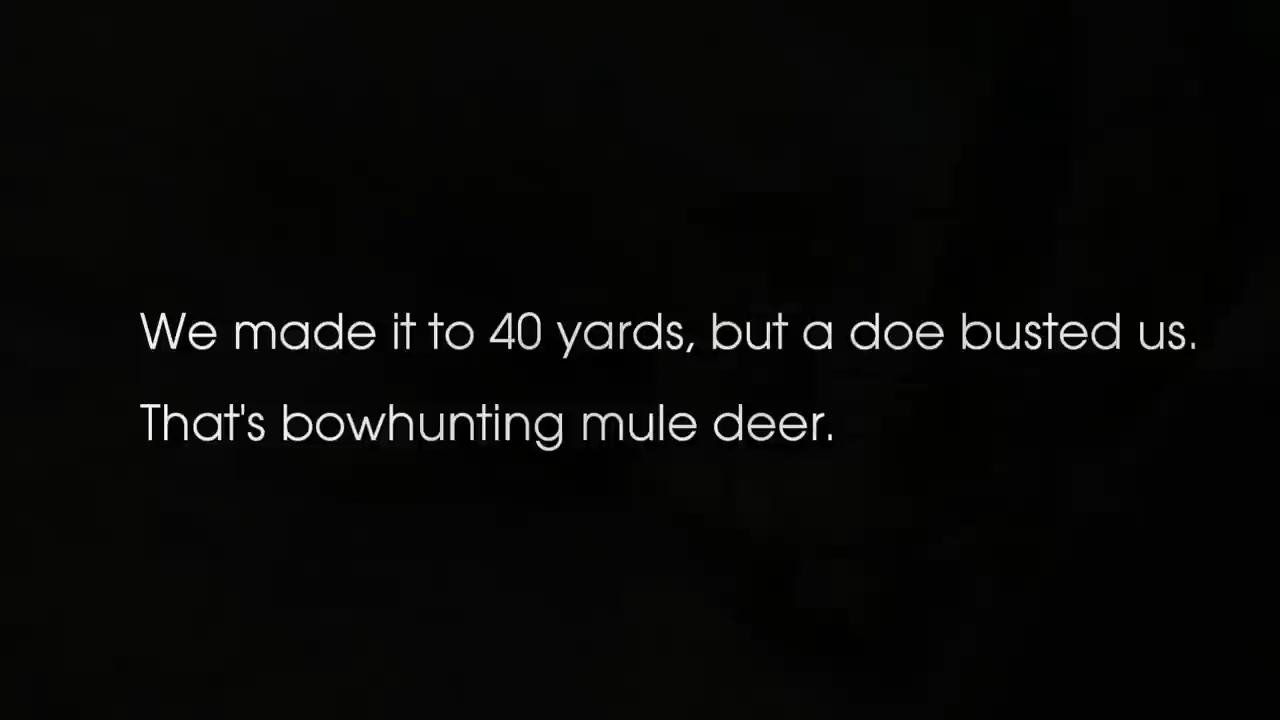 We made it to 40 yards, but a doe busted us.
That's bowhunting mule deer.